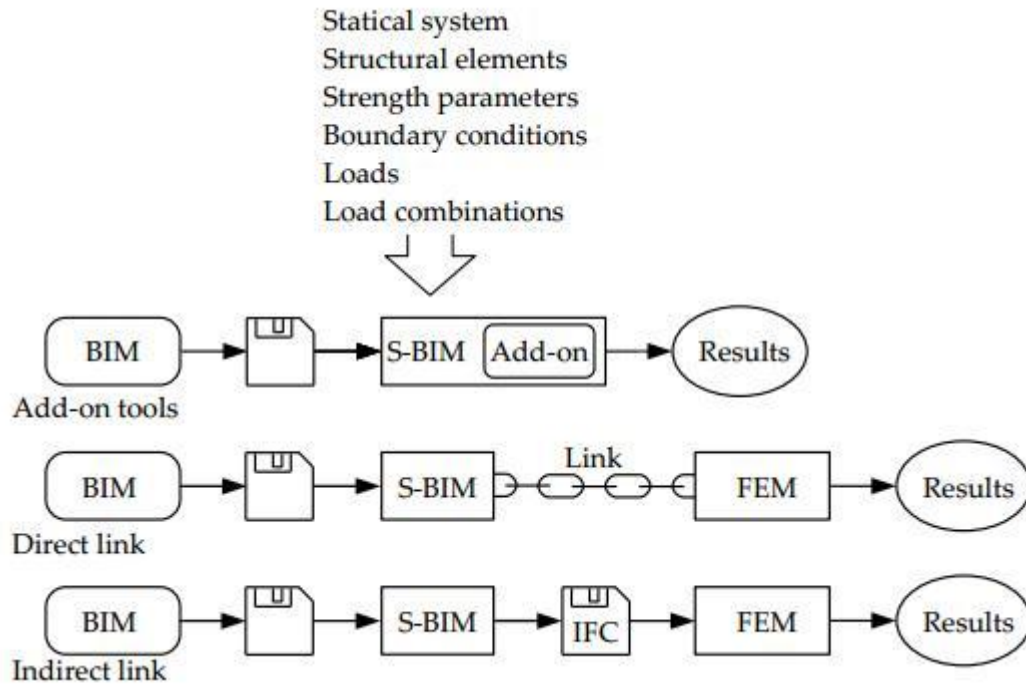 Statical system
Structural elements
Strength parameters
Boundary conditions
Loads
Load combinations
BIM
S-BIM
Add-on
Results
Add-on tools
BIM
S-BIM
Link
FEM
Results
Direct link
BIM
S-BIM
IFC
FEM
Results
Indirect link